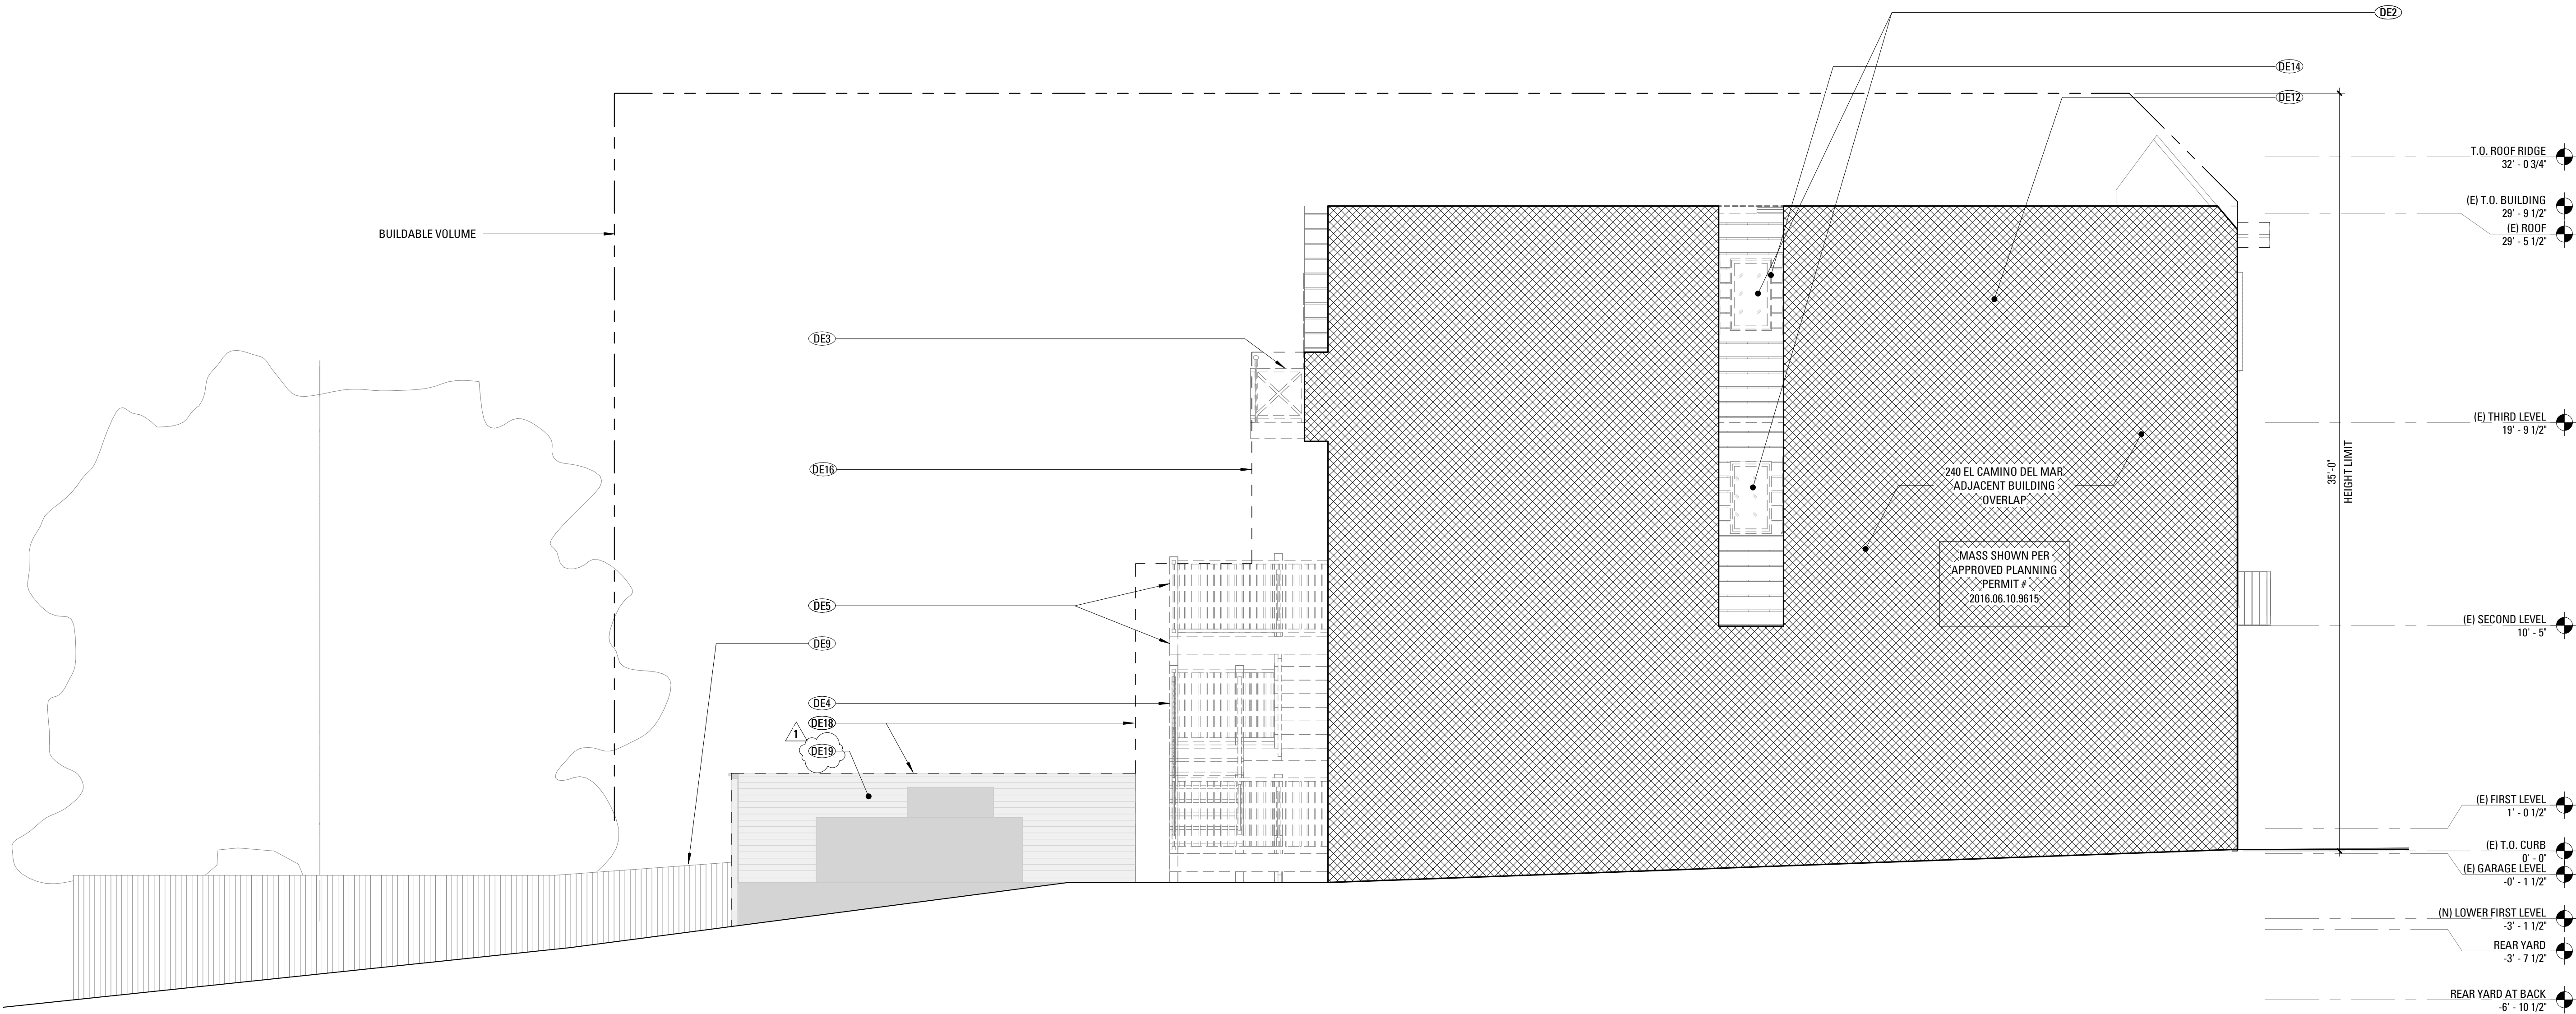 DE2
DE14
DE12
T.O. ROOF RIDGE
32' - 0 3/4"
(E) T.O. BUILDING
29' - 9 1/2"
(E) ROOF
29' - 5 1/2"
BUILDABLE VOLUME
DE3
(E) THIRD LEVEL
19' - 9 1/2"
35'-0"
HEIGHT LIMIT
DE16
240 EL CAMINO DEL MAR
ADJACENT BUILDING
OVERLAP
MASS SHOWN PER
APPROVED PLANNING
PERMIT #
2016.06.10.9615
DE5
(E) SECOND LEVEL
10' - 5"
DE9
DE4
DE18
1
DE19
(E) FIRST LEVEL
1' - 0 1/2"
(E) T.O. CURB
0' - 0"
(E) GARAGE LEVEL
-0' - 1 1/2"
(N) LOWER FIRST LEVEL
-3' - 1 1/2"
REAR YARD
-3' - 7 1/2"
REAR YARD AT BACK
-6' - 10 1/2"